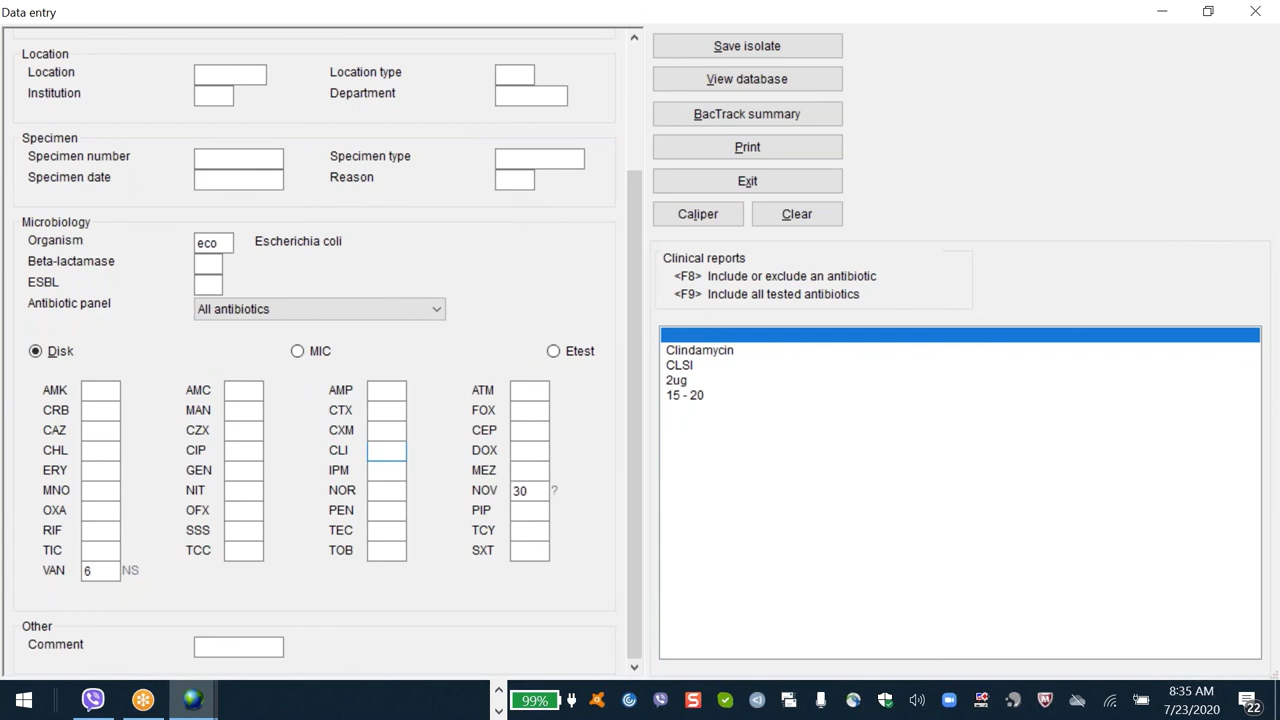 Data entry
Location
Location Location type
Institution Department
Specimen
Specimen number Specimen type
Specimen date Reason
Microbiology
Organism eco Escherichia coli
Beta-lactamase
ESBL
Antibiotic panel All antibiotics
Disk MIC Etest
AMK AMC AMP ATM
CRB MAN CTX FOX
CAZ CZX CXM CEP
CHL CIP CLI DOX
ERY GEN IPM MEZ
MNO NIT NOR NOV 30 ?
OXA OFX PEN PIP
RIF SSS TEC TCY
TIC TCC TOB SXT
VAN 6 NS
Other
Comment
Save isolate
View database
BacTrack summary
Print
Exit
Caliper Clear
Clinical reports
<F8> Include or exclude an antibiotic
<F9> Include all tested antibiotics
Clindamycin
CLSI
2ug
15 - 20
99%
8:35 AM
7/23/2020
22